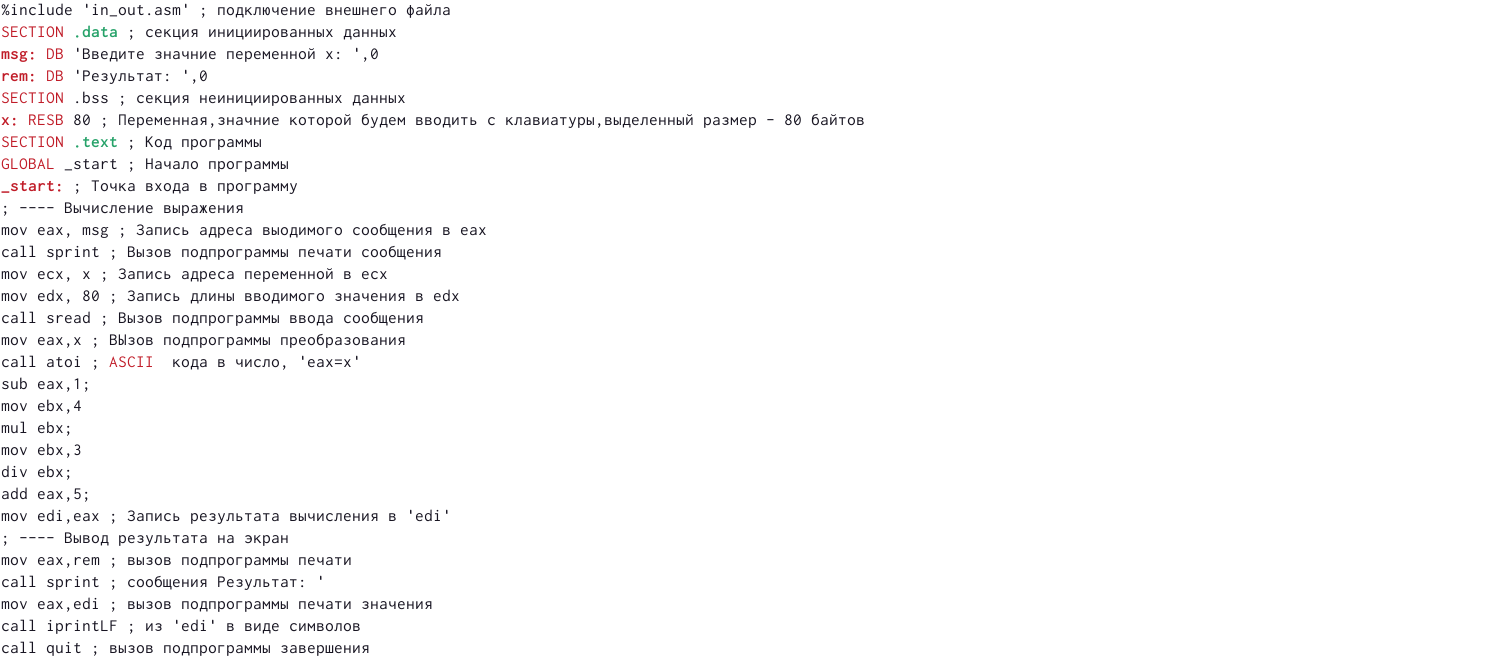 %include 'in_out.asm' ; подключение внешнего файла
SECTION .data ; секция инициированных данных
msg: DB 'Введите значние переменной x: ',0
rem: DB 'Результат: ',0
SECTION .bss ; секция неинициированных данных
x: RESB 80 ; Переменная,значние которой будем вводить с клавиатуры,выделенный размер - 80 байтов
SECTION .text ; Код программы
GLOBAL _start ; Начало программы
_start: ; Точка входа в программу
; ---- Вычисление выражения
mov eax, msg ; Запись адреса выодимого сообщения в eax
call sprint ; Вызов подпрограммы печати сообщения
mov ecx, x ; Запись адреса переменной в ecx
mov edx, 80 ; Запись длины вводимого значения в edx
call sread ; Вызов подпрограммы ввода сообщения
mov eax,x ; ВЫзов подпрограммы преобразования
call atoi ; ASCII  кода в число, 'eax=x'
sub eax,1;
mov ebx,4
mul ebx;
mov ebx,3
div ebx;
add eax,5;
mov edi,eax ; Запись результата вычисления в 'edi'
; ---- Вывод результата на экран
mov eax,rem ; вызов подпрограммы печати
call sprint ; сообщения Результат: '
mov eax,edi ; вызов подпрограммы печати значения
call iprintLF ; из 'edi' в виде символов
call quit ; вызов подпрограммы завершения